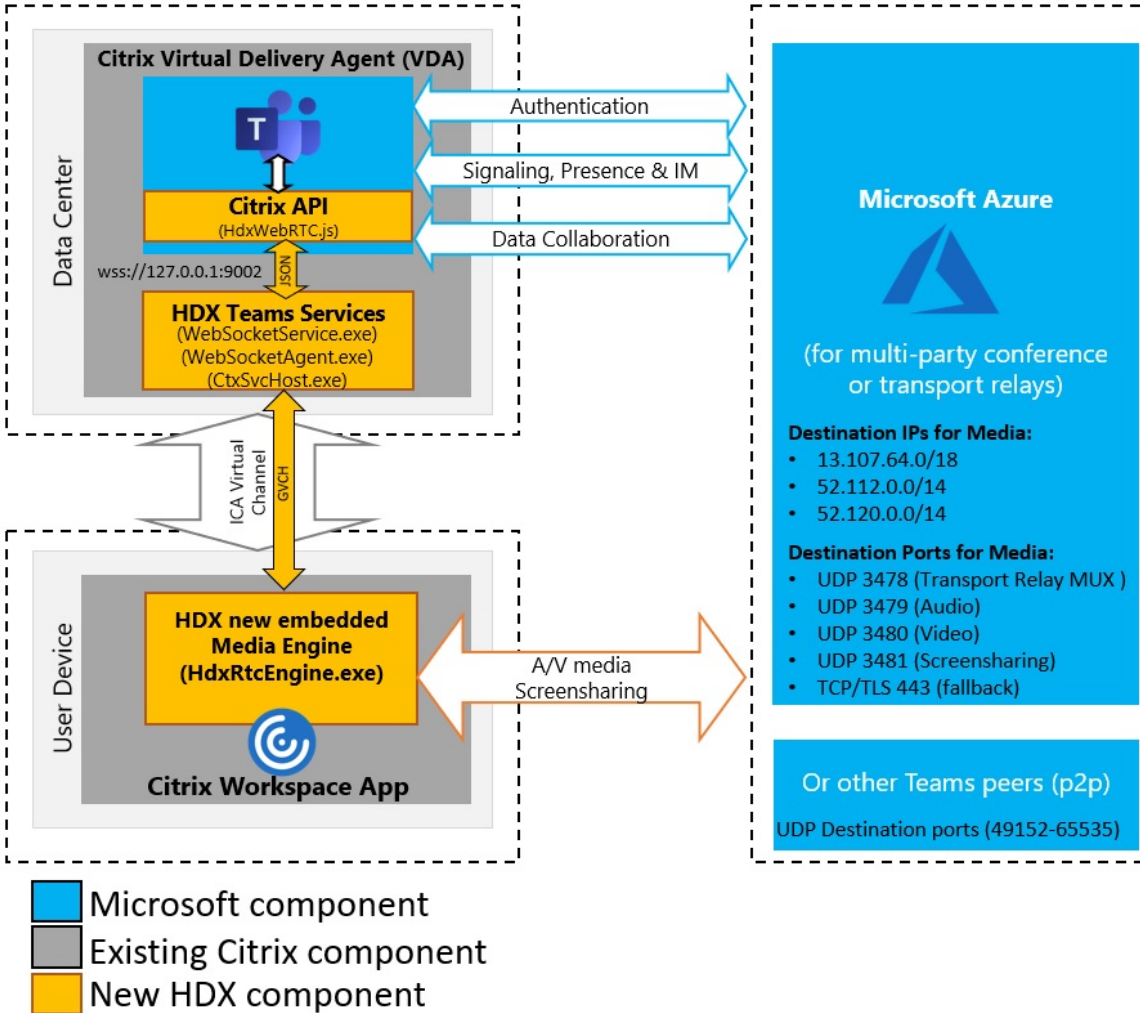 Citrix Virtual Delivery Agent (VDA)
T
Citrix API
(HdxWebRTC.js)
wss://127.0.0.1:9002
JSON
HDX Teams Services
(WebSocketService.exe)
(WebSocketAgent.exe)
(CtxSvcHost.exe)
Data Center
Authentication
Signaling, Presence & IM
Data Collaboration
ICA Virtual
Channel
GVCH
User Device
HDX new embedded
Media Engine
(HdxRtcEngine.exe)
Citrix Workspace App
A/V media
Screensharing
Microsoft Azure
(for multi-party conference
or transport relays)
Destination IPs for Media:
• 13.107.64.0/18
• 52.112.0.0/14
• 52.120.0.0/14
Destination Ports for Media:
• UDP 3478 (Transport Relay MUX )
• UDP 3479 (Audio)
• UDP 3480 (Video)
• UDP 3481 (Screensharing)
• TCP/TLS 443 (fallback)
Or other Teams peers (p2p)
UDP Destination ports (49152-65535)
Microsoft component
Existing Citrix component
New HDX component